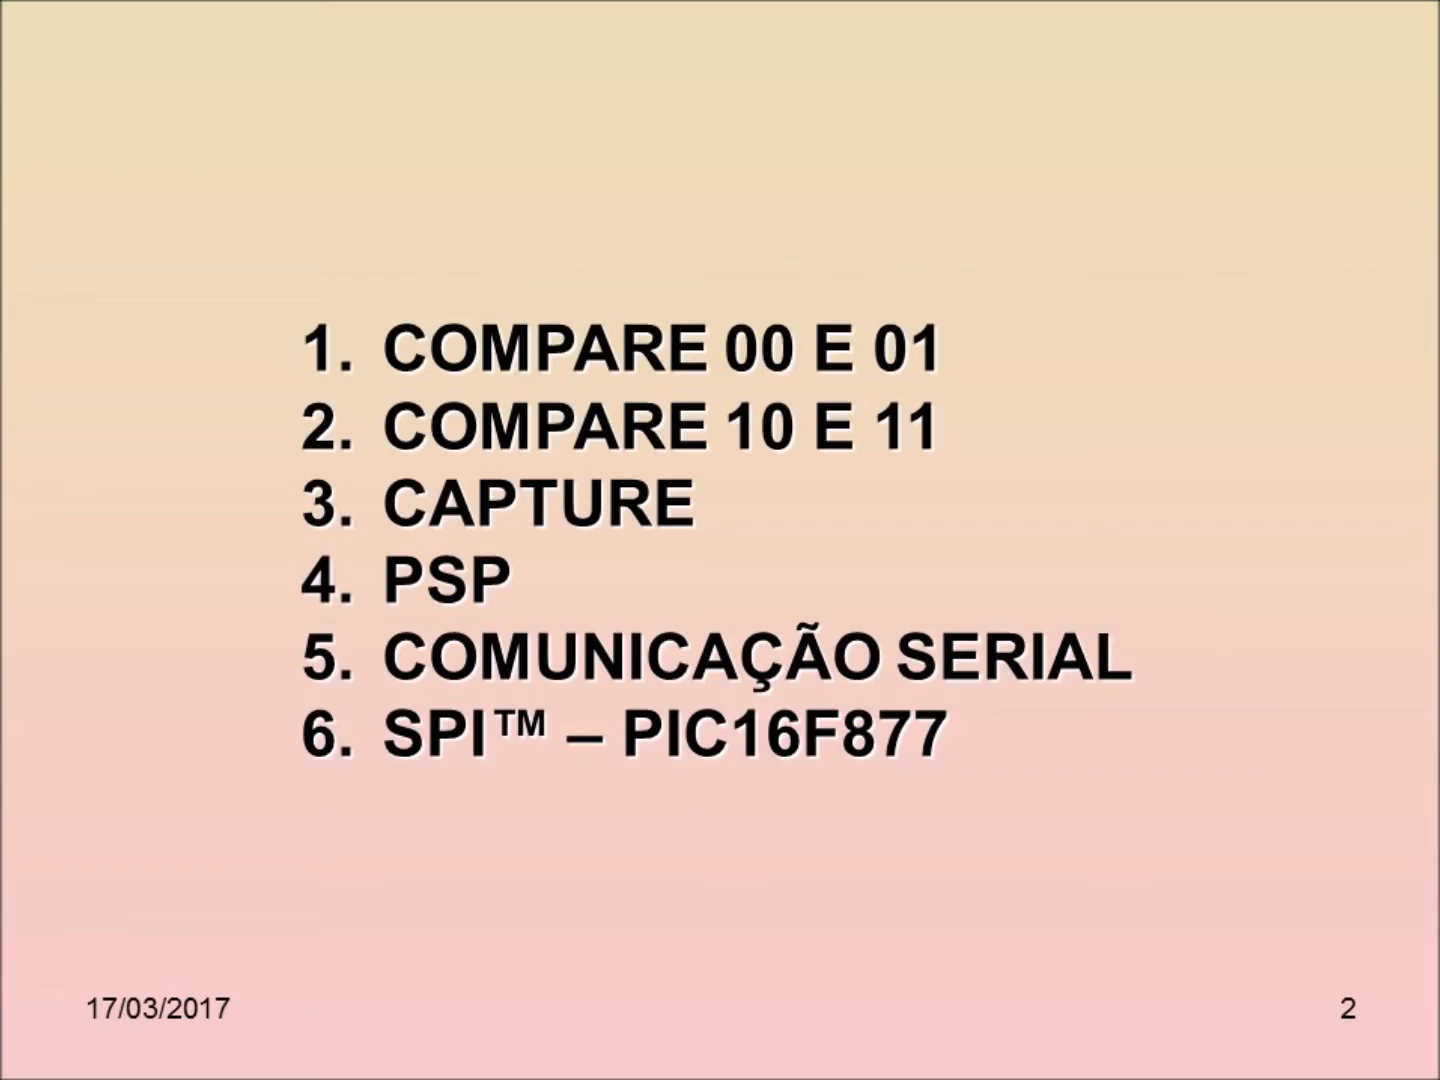 1. COMPARE 00 E 01
2. COMPARE 10 E 11
3. CAPTURE
4. PSP
5. COMUNICAÇÃO SERIAL
6. SPI™ – PIC16F877
17/03/2017
2